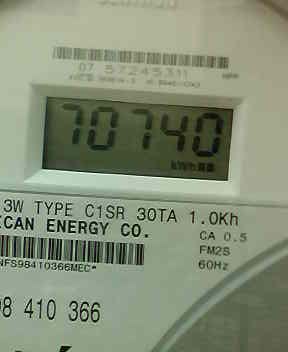 07 57245311
70740
kWh
3W TYPE C1SR 30TA 1.0Kh
ICAN ENERGY CO.
CA 0.5
FM2S
NFS98410366MEC*
60Hz
98 410 366